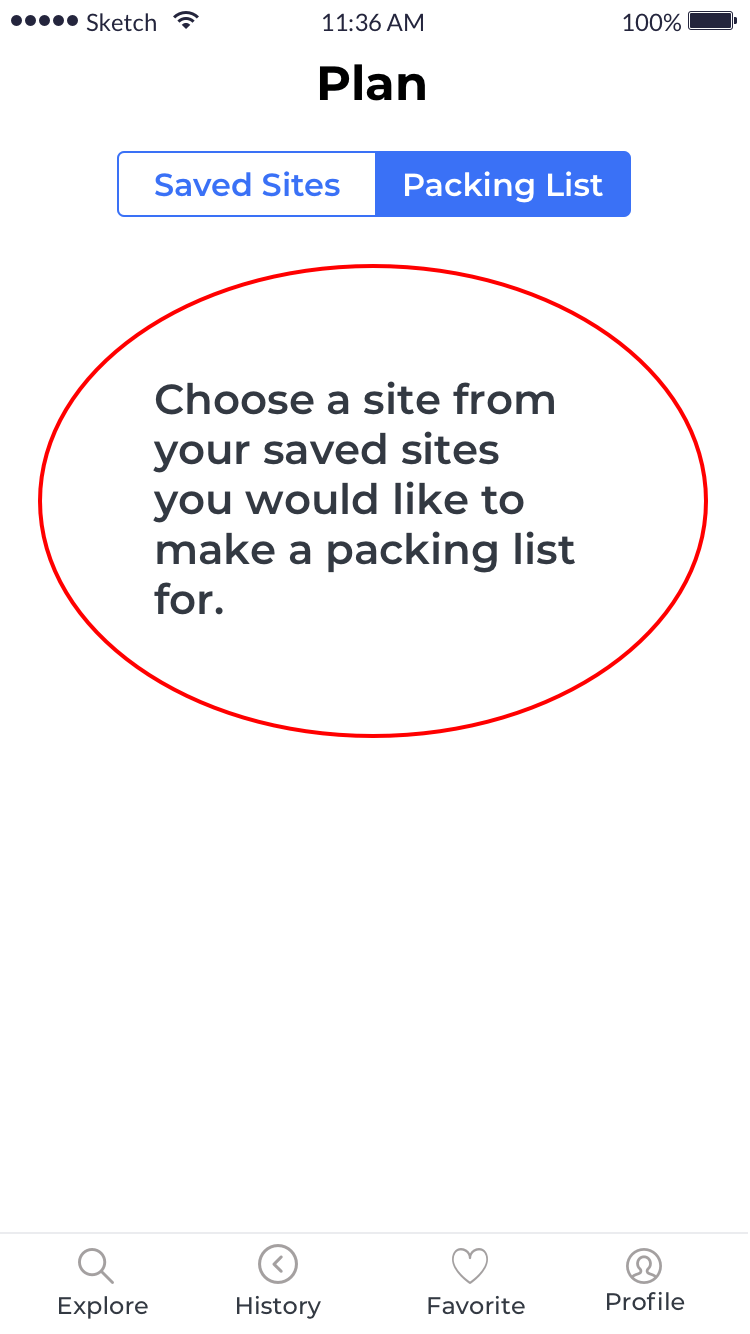 Sketch 11:36 AM 100%
Plan
Saved Sites Packing List
Choose a site from
your saved sites
you would like to
make a packing list
for.
Explore History Favorite Profile